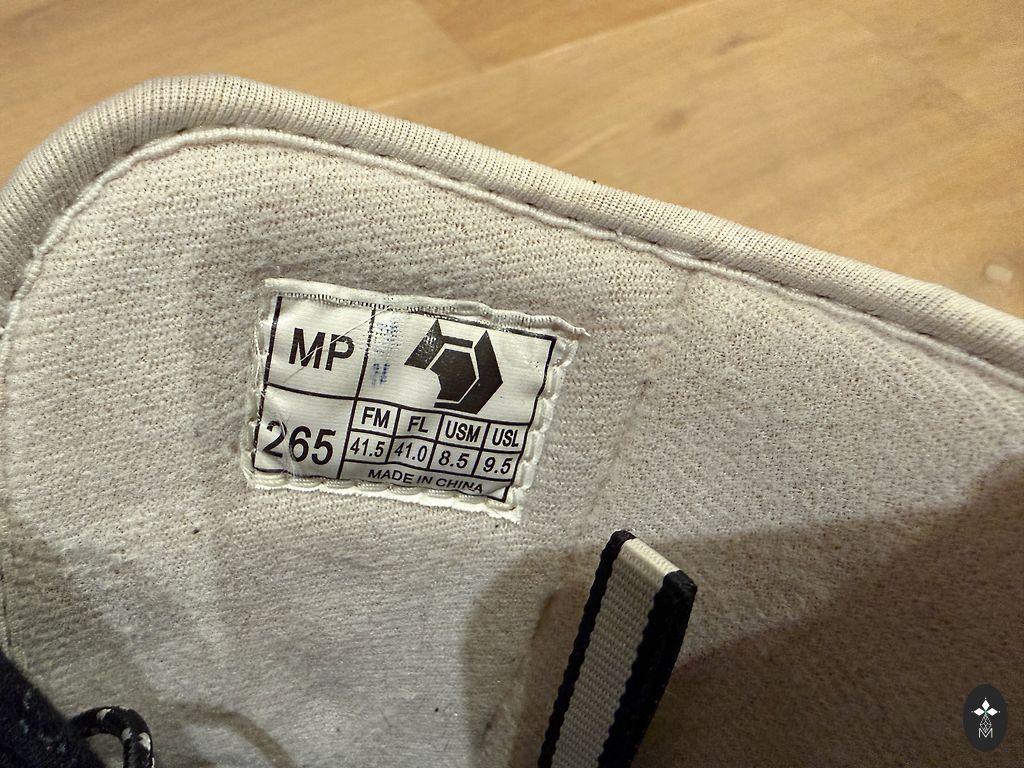 MP
FM FL USM USL
265 41.5 41.0 8.5 9.5
MADE IN CHINA
M